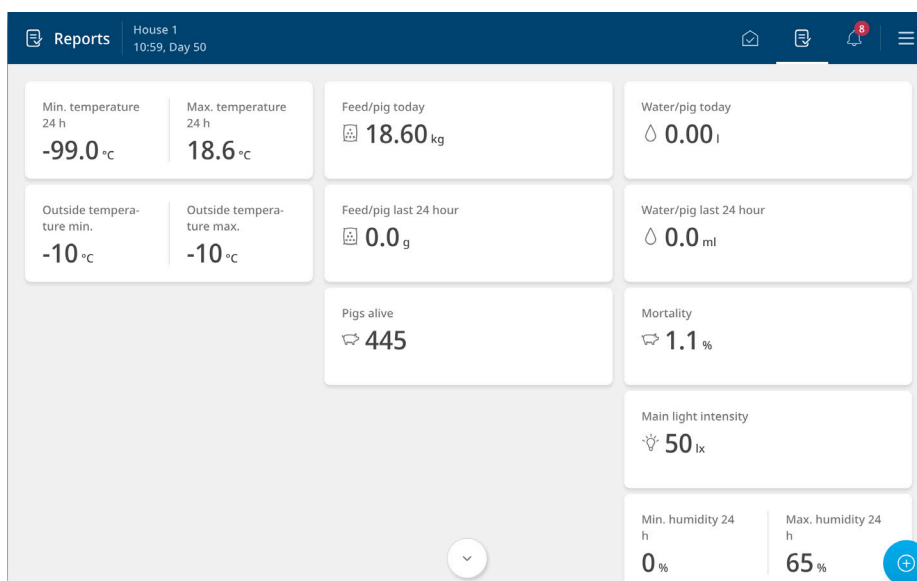 Reports
House 1
10:59, Day 50
8
Min. temperature
24 h
-99.0 °C
Max. temperature
24 h
18.6 °C
Feed/pig today
18.60 kg
Water/pig today
0.00 l
Outside tempera-
ture min.
-10 °C
Outside tempera-
ture max.
-10 °C
Feed/pig last 24 hour
0.0 g
Water/pig last 24 hour
0.0 ml
Pigs alive
445
Mortality
1.1 %
Main light intensity
50 lx
Min. humidity 24
h
0 %
Max. humidity 24
h
65 %